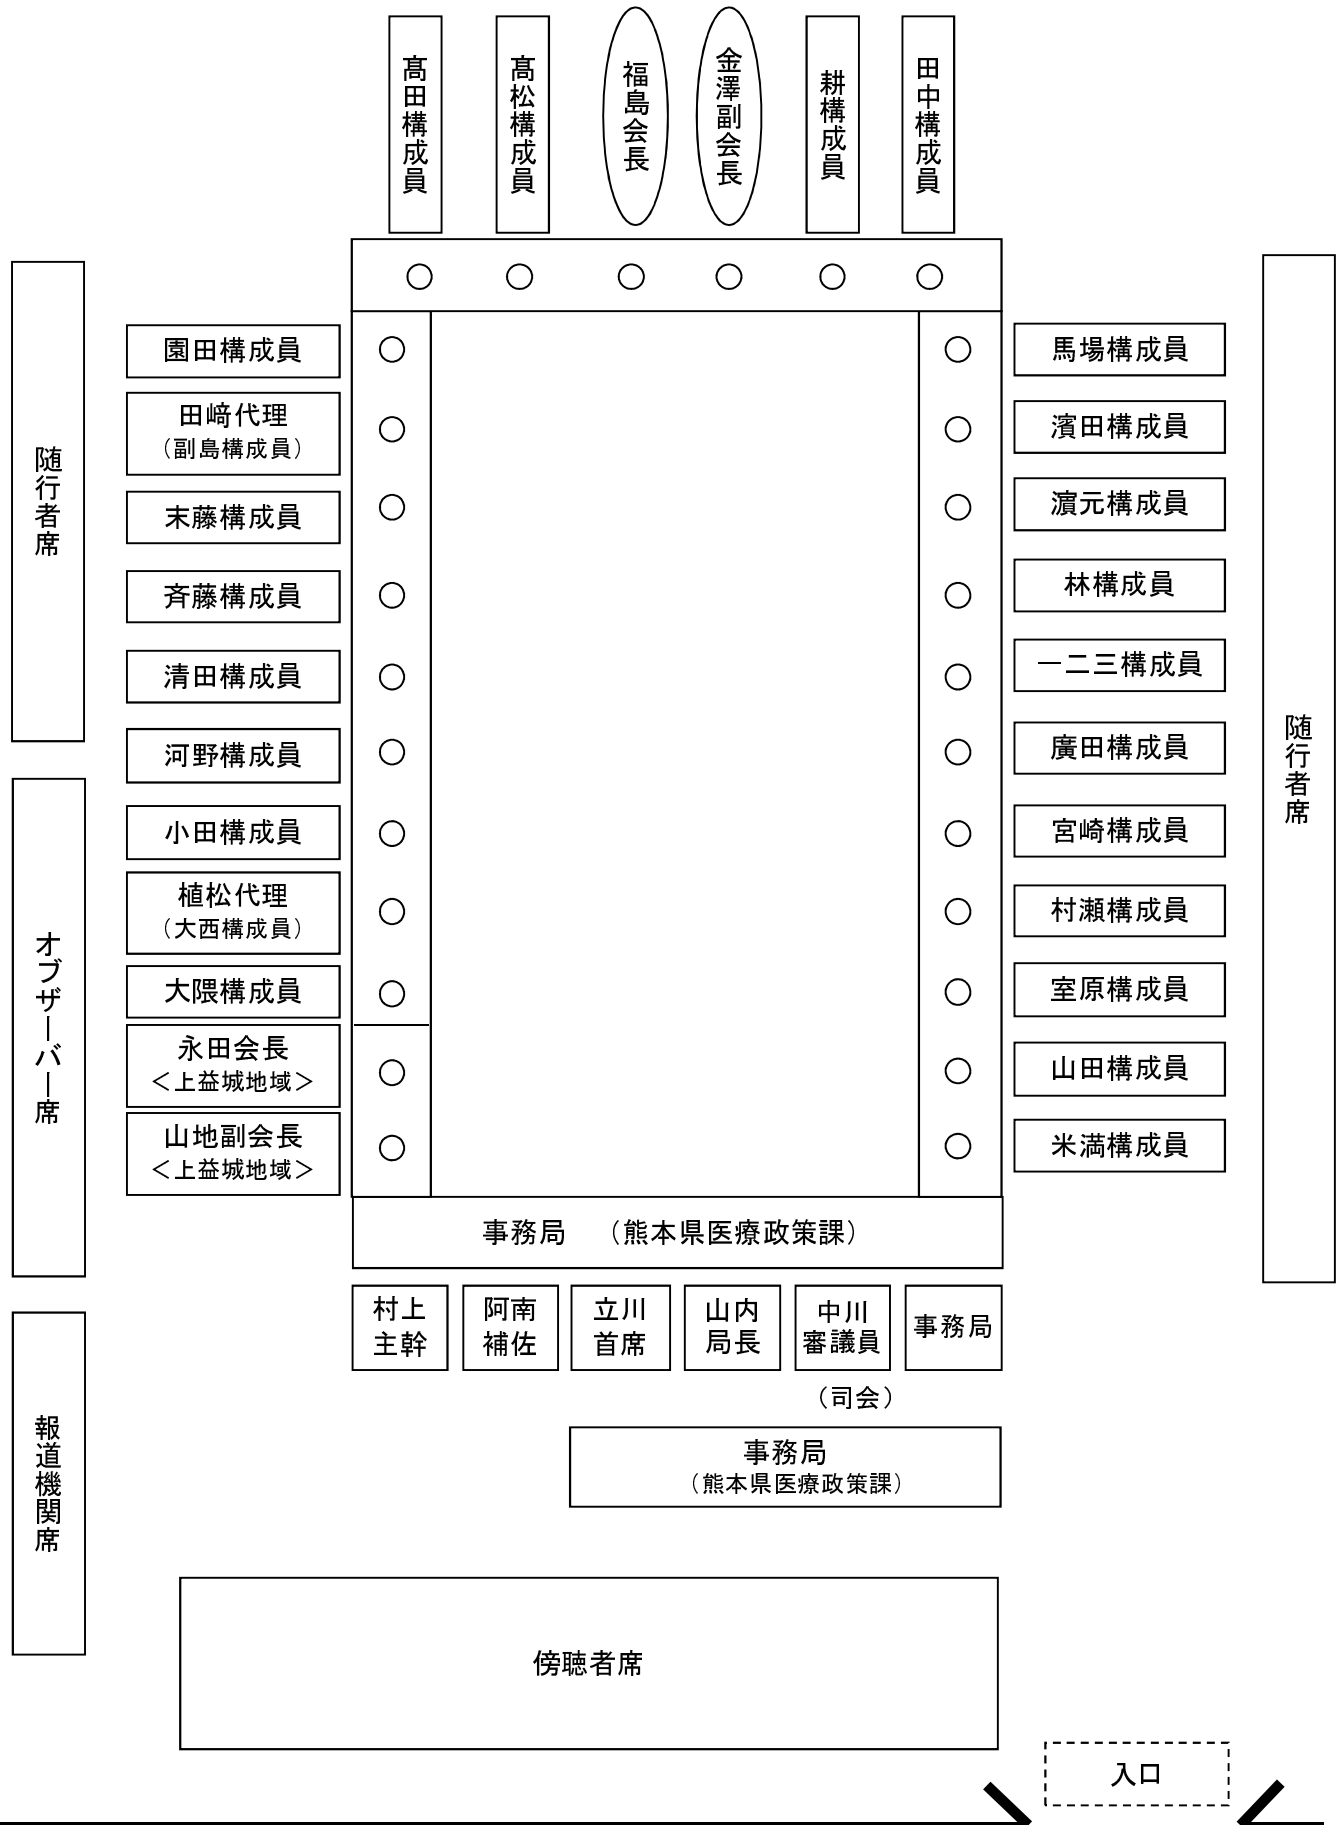 髙田構成員
髙松構成員
福島会長
金澤副会長
耕構成員
田中構成員
随行者席
オブザーバー席
報道機関席
園田構成員
田﨑代理
（副島構成員）
末藤構成員
斉藤構成員
清田構成員
河野構成員
小田構成員
植松代理
（大西構成員）
大隈構成員
永田会長
＜上益城地域＞
山地副会長
＜上益城地域＞
馬場構成員
濱田構成員
濵元構成員
林構成員
一二三構成員
廣田構成員
宮崎構成員
村瀬構成員
室原構成員
山田構成員
米満構成員
随行者席
事務局　（熊本県医療政策課）
村上
主幹
阿南
補佐
立川
首席
山内
局長
中川
審議員
事務局
（司会）
事務局
（熊本県医療政策課）
傍聴者席
入口